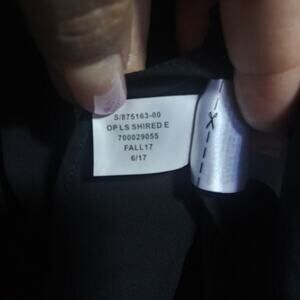 S/875163-00
OP LS SHIRED E
700029055
FALL17
6/17